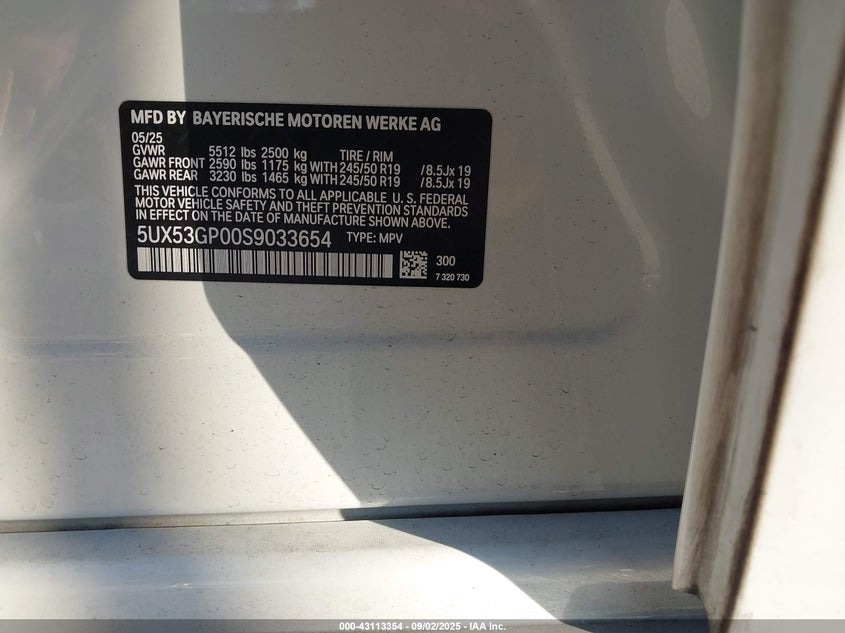 MFD BY BAYERISCHE MOTOREN WERKE AG
05/25
GVWR 5512 lbs 2500 kg TIRE / RIM
GAWR FRONT 2590 lbs 1175 kg WITH 245/50 R19 /8.5Jx 19
GAWR REAR 3230 lbs 1465 kg WITH 245/50 R19 /8.5Jx 19
THIS VEHICLE CONFORMS TO ALL APPLICABLE U. S. FEDERAL
MOTOR VEHICLE SAFETY AND THEFT PREVENTION STANDARDS
IN EFFECT ON THE DATE OF MANUFACTURE SHOWN ABOVE.
5UX53GP00S9033654 TYPE: MPV
300
7 320 730
000-43113354 - 09/02/2025 - IAA Inc.